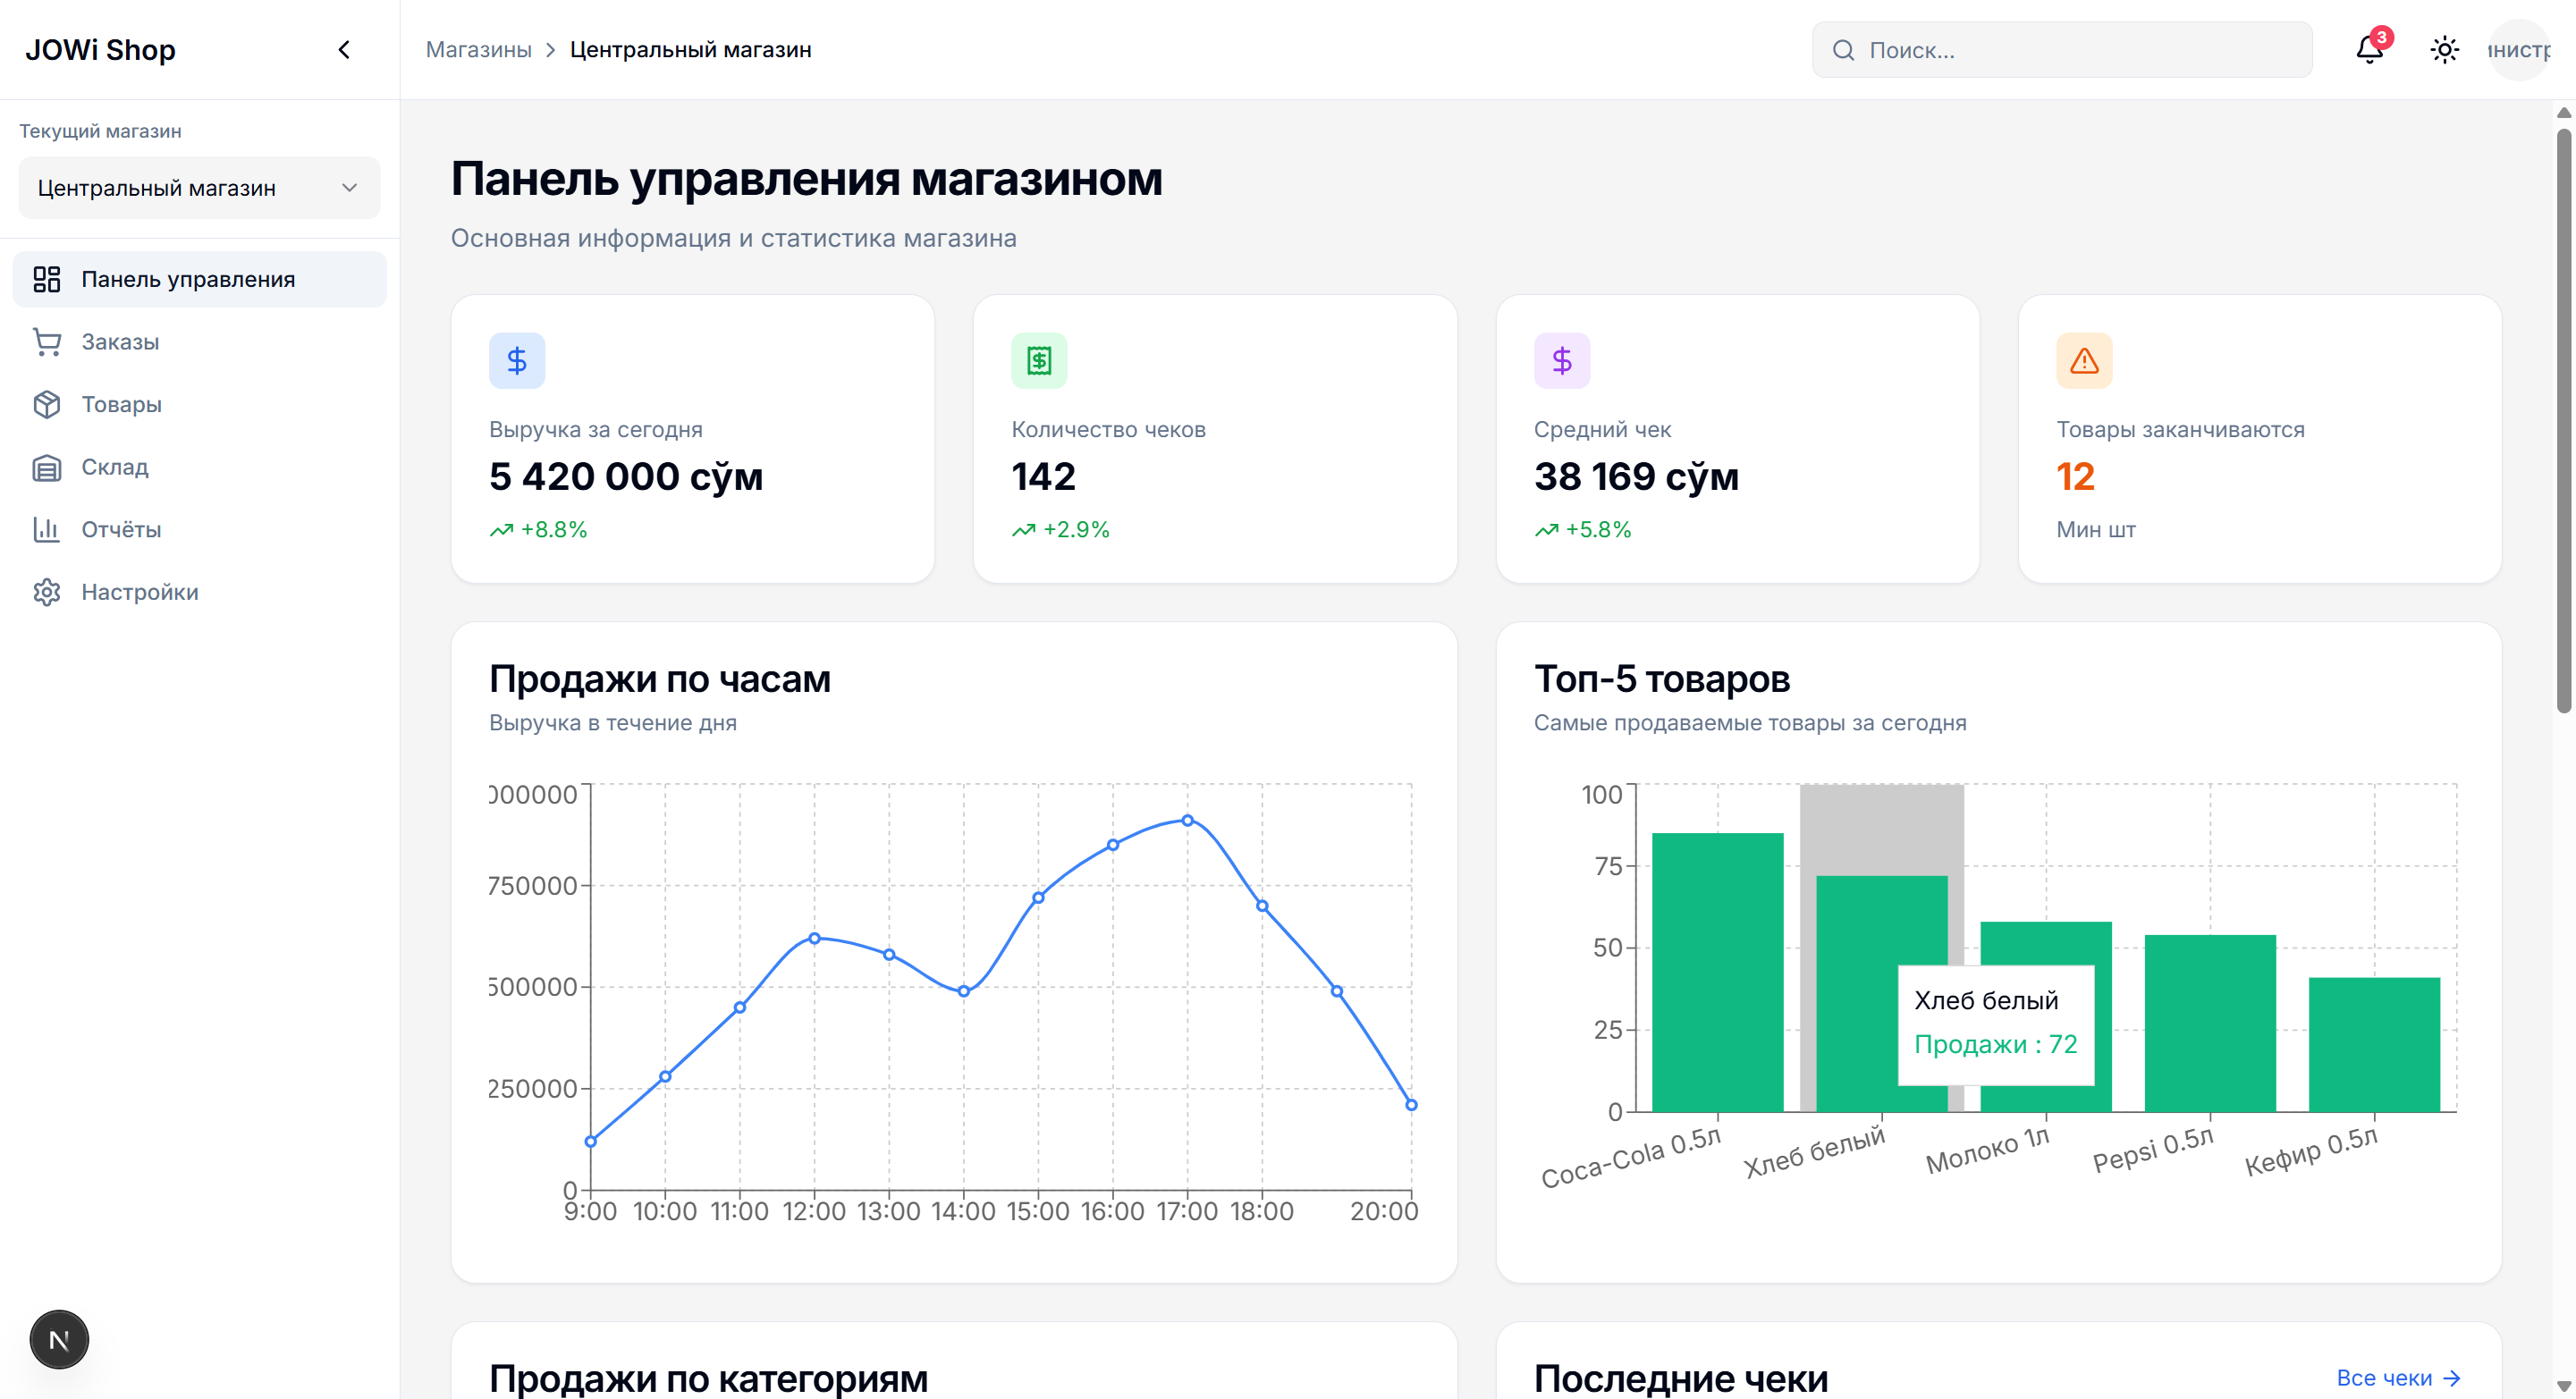 JOWi Shop
Магазины > Центральный магазин
Поиск...
3
Текущий магазин
Центральный магазин
Панель управления
Заказы
Товары
Склад
Отчёты
Настройки
N
Панель управления магазином
Основная информация и статистика магазина
Выручка за сегодня
5 420 000 сўм
+8.8%
Количество чеков
142
+2.9%
Средний чек
38 169 сўм
+5.8%
Товары заканчиваются
12
Мин шт
Продажи по часам
Выручка в течение дня
750000
500000
250000
0
9:00 10:00 11:00 12:00 13:00 14:00 15:00 16:00 17:00 18:00 20:00
Топ-5 товаров
Самые продаваемые товары за сегодня
100
75
50
25
0
Хлеб белый
Продажи : 72
Coca-Cola 0.5л
Хлеб белый
Молоко 1л
Pepsi 0.5л
Кефир 0.5л
Продажи по категориям
Последние чеки
Все чеки →